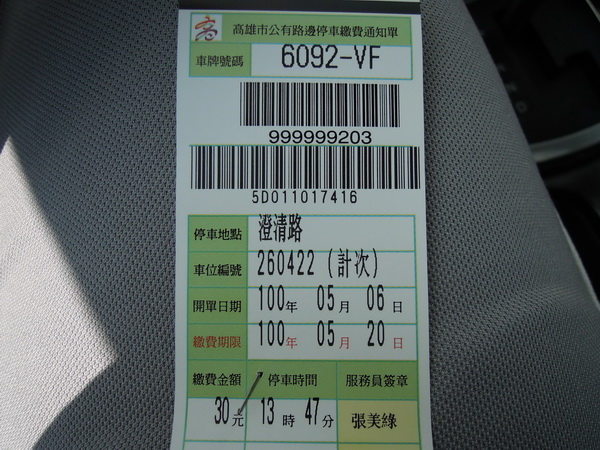 高雄市公有路邊停車繳費通知單
車牌號碼 6092-VF
999999203
5D011017416
停車地點 澄清路
車位編號 260422 (計次)
開單日期 100年 05月 06日
繳費期限 100年 05月 20日
繳費金額 停車時間 服務員簽章
30元 13時 47分 張美綠